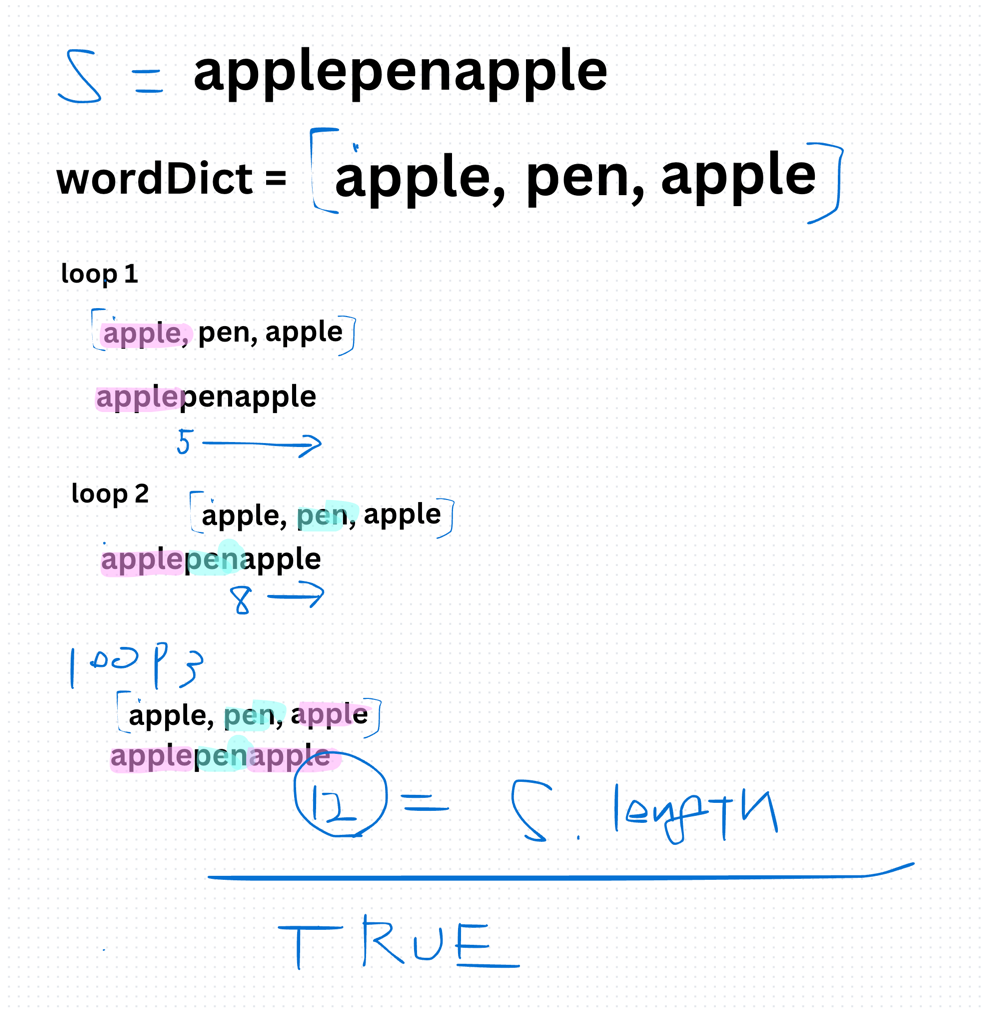 S = applepenapple
wordDict = [apple, pen, apple]
loop 1
[apple, pen, apple]
applepenapple
5 →
loop 2
[apple, pen, apple]
applepenapple
8 →
loop 3
[apple, pen, apple]
applepenapple
12 = S.length
TRUE